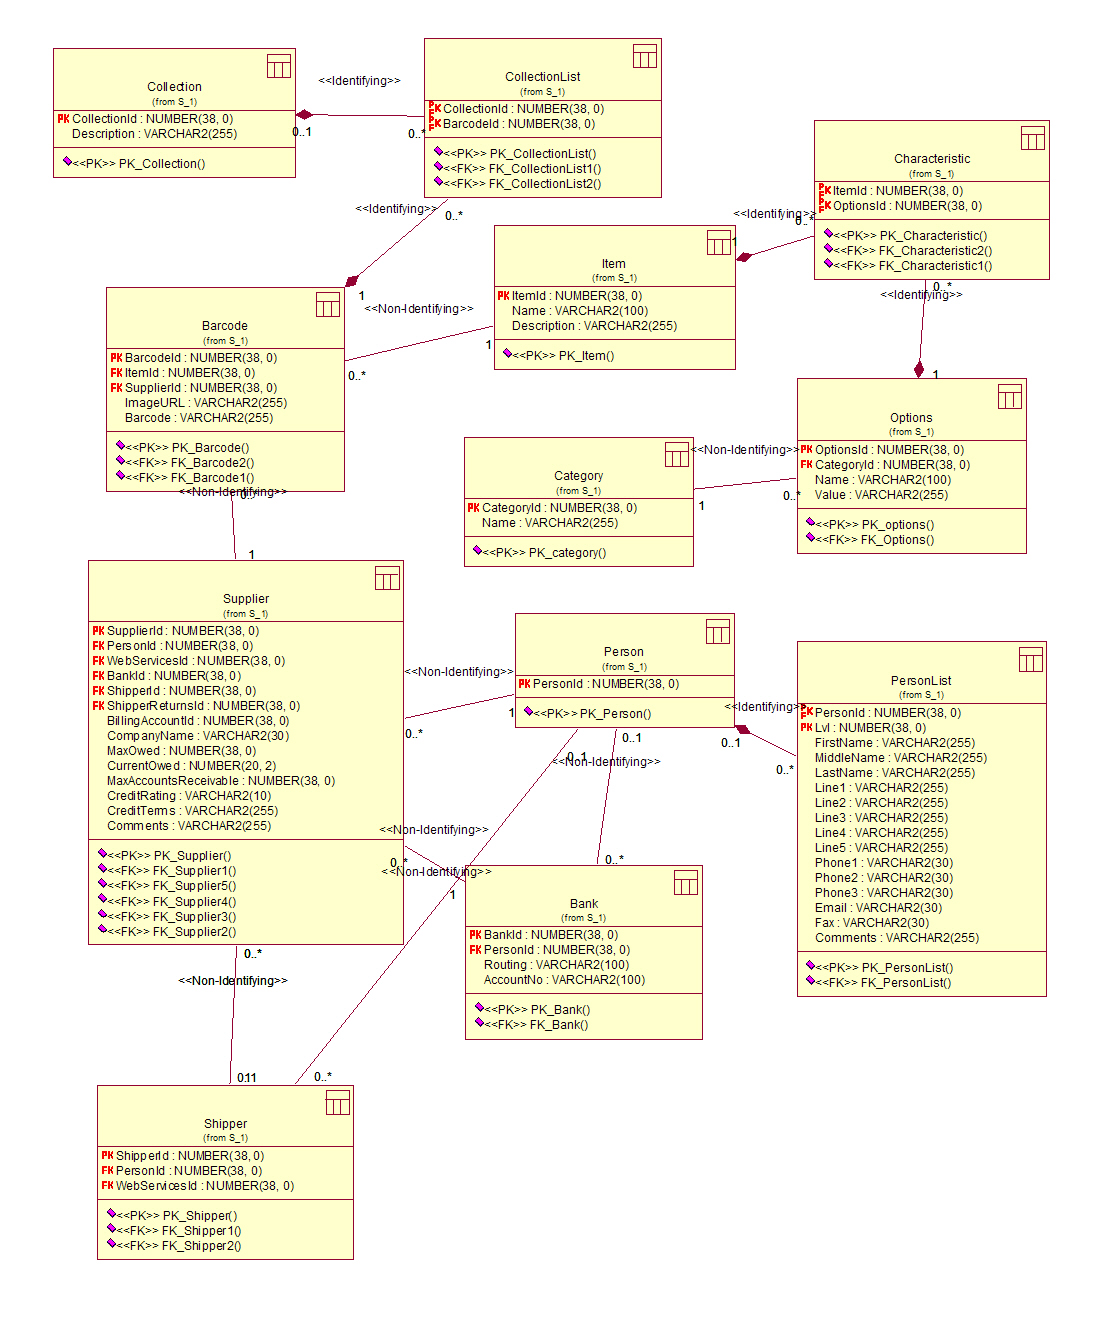 Collection
(from S_1)
PK CollectionId : NUMBER(38, 0)
Description : VARCHAR2(255)
<<PK>> PK_Collection()
<<Identifying>>
0..1
0..*
CollectionList
(from S_1)
PK CollectionId : NUMBER(38, 0)
PK BarcodeId : NUMBER(38, 0)
<<PK>> PK_CollectionList()
<<FK>> FK_CollectionList1()
<<FK>> FK_CollectionList2()
<<Identifying>>
0..*
1
Characteristic
(from S_1)
PK ItemId : NUMBER(38, 0)
PK OptionsId : NUMBER(38, 0)
<<PK>> PK_Characteristic()
<<FK>> FK_Characteristic2()
<<FK>> FK_Characteristic1()
<<Identifying>>
0..*
1
Item
(from S_1)
PK ItemId : NUMBER(38, 0)
Name : VARCHAR2(100)
Description : VARCHAR2(255)
<<PK>> PK_Item()
<<Identifying>>
0..*
1
<<Non-Identifying>>
1
0..*
Barcode
(from S_1)
PK BarcodeId : NUMBER(38, 0)
FK ItemId : NUMBER(38, 0)
FK SupplierId : NUMBER(38, 0)
ImageURL : VARCHAR2(255)
Barcode : VARCHAR2(255)
<<PK>> PK_Barcode()
<<FK>> FK_Barcode2()
<<FK>> FK_Barcode1()
<<Non-Identifying>>
0..*
1
Options
(from S_1)
PK OptionsId : NUMBER(38, 0)
FK CategoryId : NUMBER(38, 0)
Name : VARCHAR2(100)
Value : VARCHAR2(255)
<<PK>> PK_options()
<<FK>> FK_Options()
Category
(from S_1)
PK CategoryId : NUMBER(38, 0)
Name : VARCHAR2(255)
<<PK>> PK_category()
<<Non-Identifying>>
1
0..*
Supplier
(from S_1)
PK SupplierId : NUMBER(38, 0)
FK PersonId : NUMBER(38, 0)
FK WebServicesId : NUMBER(38, 0)
FK BankId : NUMBER(38, 0)
FK ShipperId : NUMBER(38, 0)
FK ShipperReturnsId : NUMBER(38, 0)
BillingAccountId : NUMBER(38, 0)
CompanyName : VARCHAR2(30)
MaxOwed : NUMBER(38, 0)
CurrentOwed : NUMBER(20, 2)
MaxAccountsReceivable : NUMBER(38, 0)
CreditRating : VARCHAR2(10)
CreditTerms : VARCHAR2(255)
Comments : VARCHAR2(255)
<<PK>> PK_Supplier()
<<FK>> FK_Supplier1()
<<FK>> FK_Supplier5()
<<FK>> FK_Supplier4()
<<FK>> FK_Supplier3()
<<FK>> FK_Supplier2()
<<Non-Identifying>>
1
0..*
Person
(from S_1)
PK PersonId : NUMBER(38, 0)
<<PK>> PK_Person()
<<Identifying>>
0..1
0..*
PersonList
(from S_1)
PK PersonId : NUMBER(38, 0)
PK Lvl : NUMBER(38, 0)
FirstName : VARCHAR2(255)
MiddleName : VARCHAR2(255)
LastName : VARCHAR2(255)
Line1 : VARCHAR2(255)
Line2 : VARCHAR2(255)
Line3 : VARCHAR2(255)
Line4 : VARCHAR2(255)
Line5 : VARCHAR2(255)
Phone1 : VARCHAR2(30)
Phone2 : VARCHAR2(30)
Phone3 : VARCHAR2(30)
Email : VARCHAR2(30)
Fax : VARCHAR2(30)
Comments : VARCHAR2(255)
<<PK>> PK_PersonList()
<<FK>> FK_PersonList()
0..1
0..1
<<Non-Identifying>>
0..*
<<Non-Identifying>>
0..*
<<Non-Identifying>>
1
Bank
(from S_1)
PK BankId : NUMBER(38, 0)
FK PersonId : NUMBER(38, 0)
Routing : VARCHAR2(100)
AccountNo : VARCHAR2(100)
<<PK>> PK_Bank()
<<FK>> FK_Bank()
0..*
<<Non-Identifying>>
0..*
Shipper
(from S_1)
PK ShipperId : NUMBER(38, 0)
FK PersonId : NUMBER(38, 0)
FK WebServicesId : NUMBER(38, 0)
<<PK>> PK_Shipper()
<<FK>> FK_Shipper1()
<<FK>> FK_Shipper2()